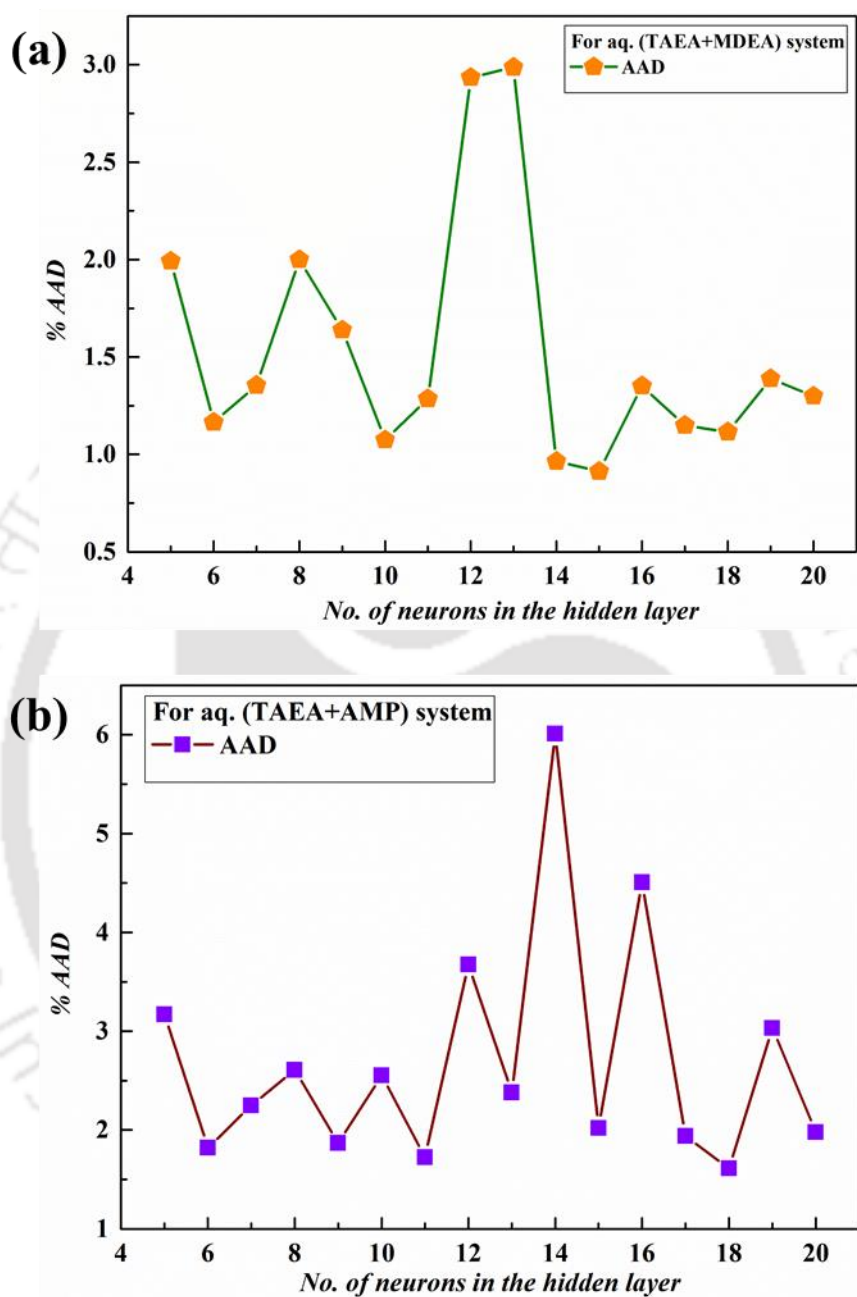 (a)
For aq. (TAEA+MDEA) system
AAD
% AAD
3.0
2.5
2.0
1.5
1.0
0.5
4 6 8 10 12 14 16 18 20
No. of neurons in the hidden layer
(b)
For aq. (TAEA+AMP) system
AAD
% AAD
6
5
4
3
2
1
4 6 8 10 12 14 16 18 20
No. of neurons in the hidden layer